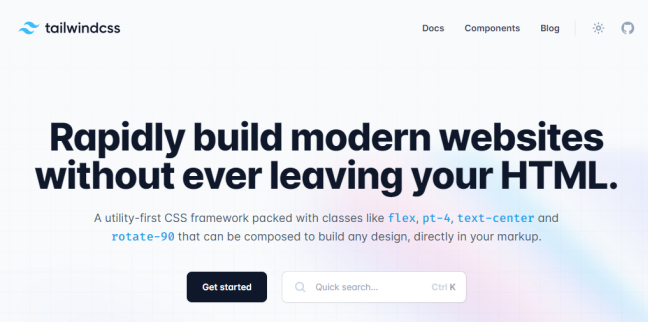 tailwindcss
Docs Components Blog
Rapidly build modern websites
without ever leaving your HTML.
A utility-first CSS framework packed with classes like flex, pt-4, text-center and
rotate-90 that can be composed to build any design, directly in your markup.
Get started
Quick search... Ctrl K